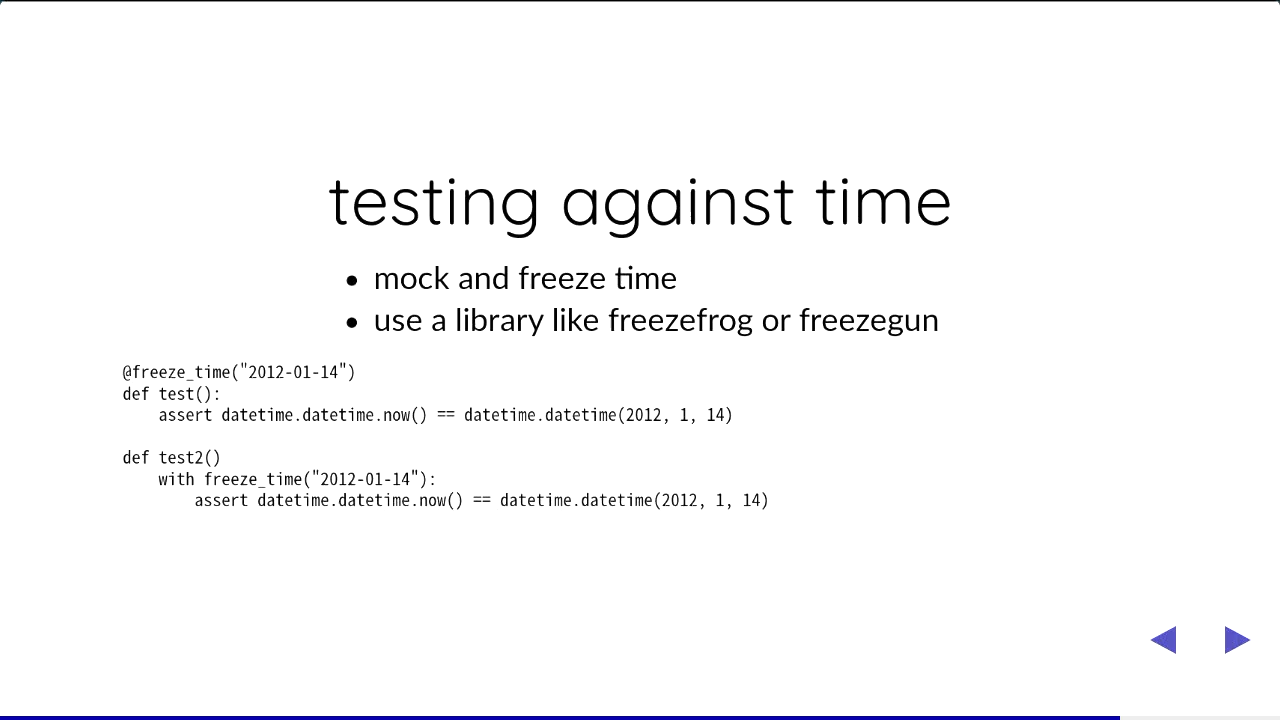 testing against time
• mock and freeze time
• use a library like freezefrog or freezegun
@freeze_time("2012-01-14")
def test():
    assert datetime.datetime.now() == datetime.datetime(2012, 1, 14)
def test2()
    with freeze_time("2012-01-14"):
        assert datetime.datetime.now() == datetime.datetime(2012, 1, 14)